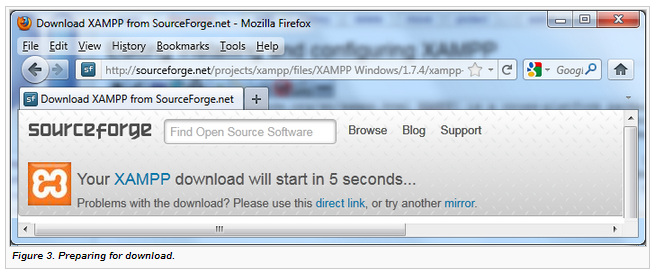 Download XAMPP from SourceForge.net - Mozilla Firefox
File Edit View History Bookmarks Tools Help
http://sourceforge.net/projects/xampp/files/XAMPP Windows/1.7.4/xampp- Googl
Download XAMPP from SourceForge.net
sourceforge Find Open Source Software Browse Blog Support
Your XAMPP download will start in 5 seconds...
Problems with the download? Please use this direct link, or try another mirror.
Figure 3. Preparing for download.